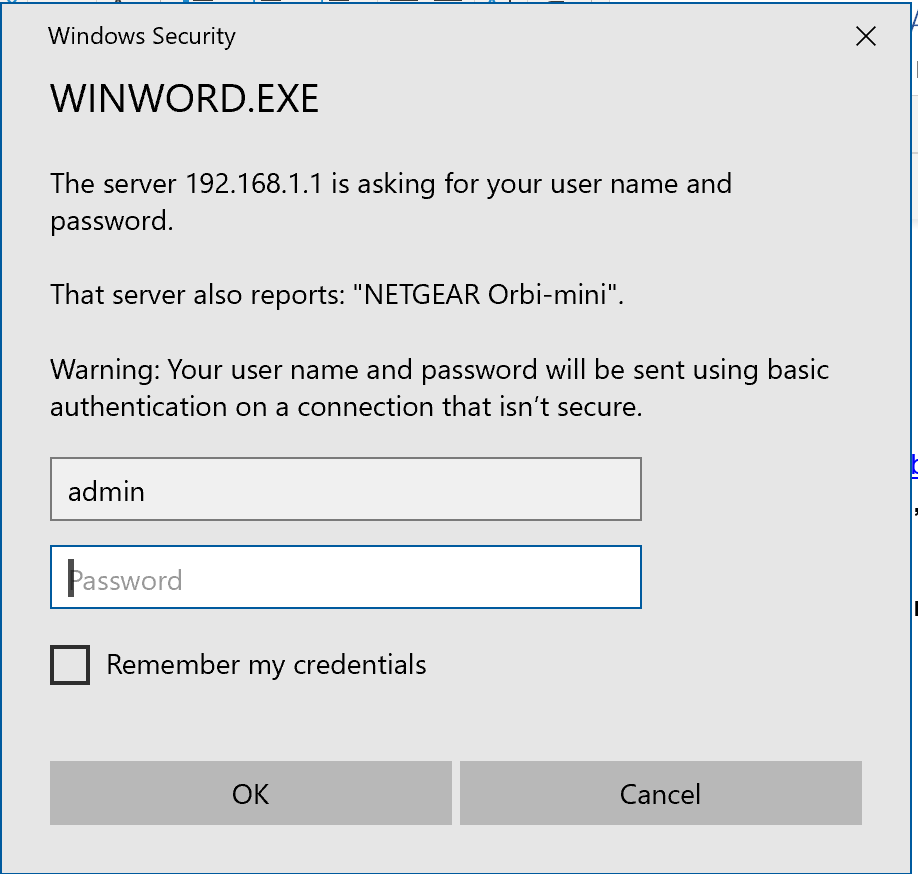 Windows Security
WINWORD.EXE
The server 192.168.1.1 is asking for your user name and
password.
That server also reports: "NETGEAR Orbi-mini".
Warning: Your user name and password will be sent using basic
authentication on a connection that isn’t secure.
admin
Password
Remember my credentials
OK
Cancel